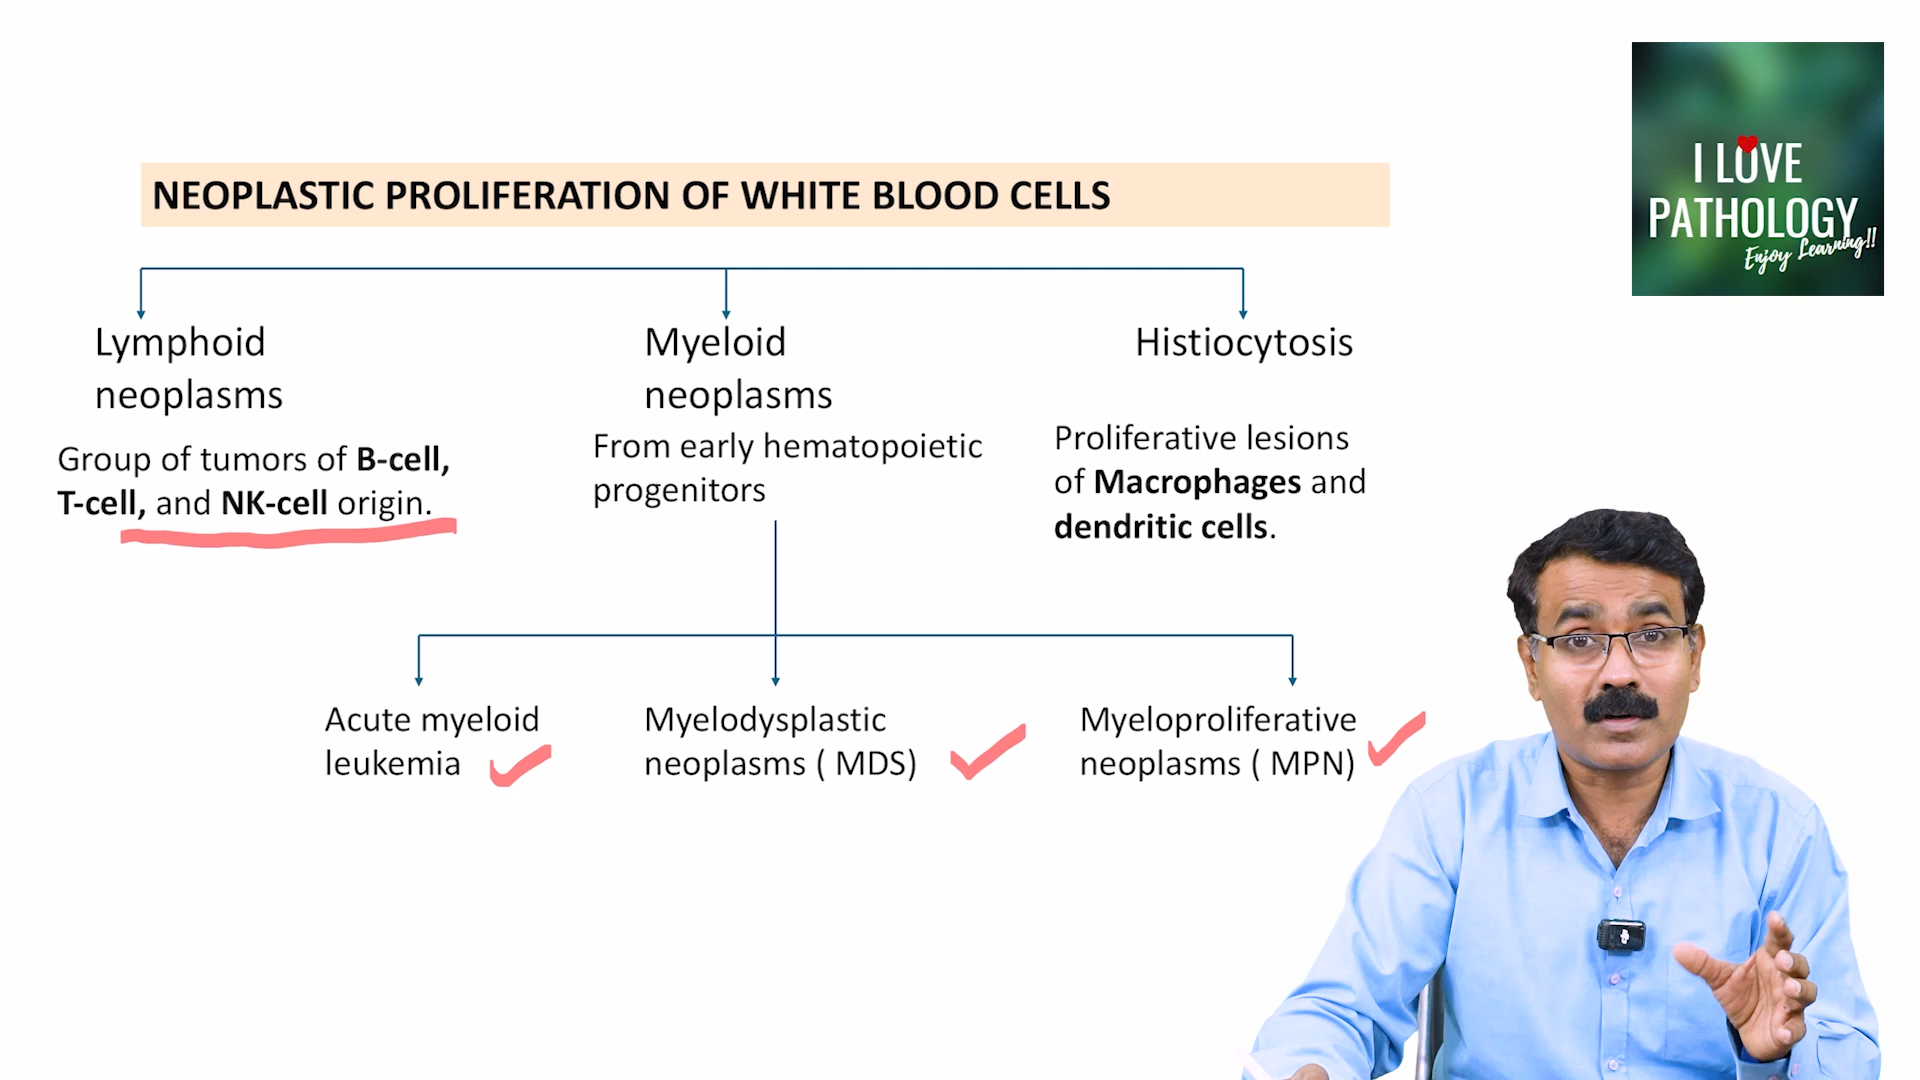 I LOVE
PATHOLOGY
Enjoy Learning!!
NEOPLASTIC PROLIFERATION OF WHITE BLOOD CELLS
Lymphoid
neoplasms
Group of tumors of B-cell,
T-cell, and NK-cell origin.
Myeloid
neoplasms
From early hematopoietic
progenitors
Histiocytosis
Proliferative lesions
of Macrophages and
dendritic cells.
Acute myeloid
leukemia
Myelodysplastic
neoplasms ( MDS)
Myeloproliferative
neoplasms ( MPN)